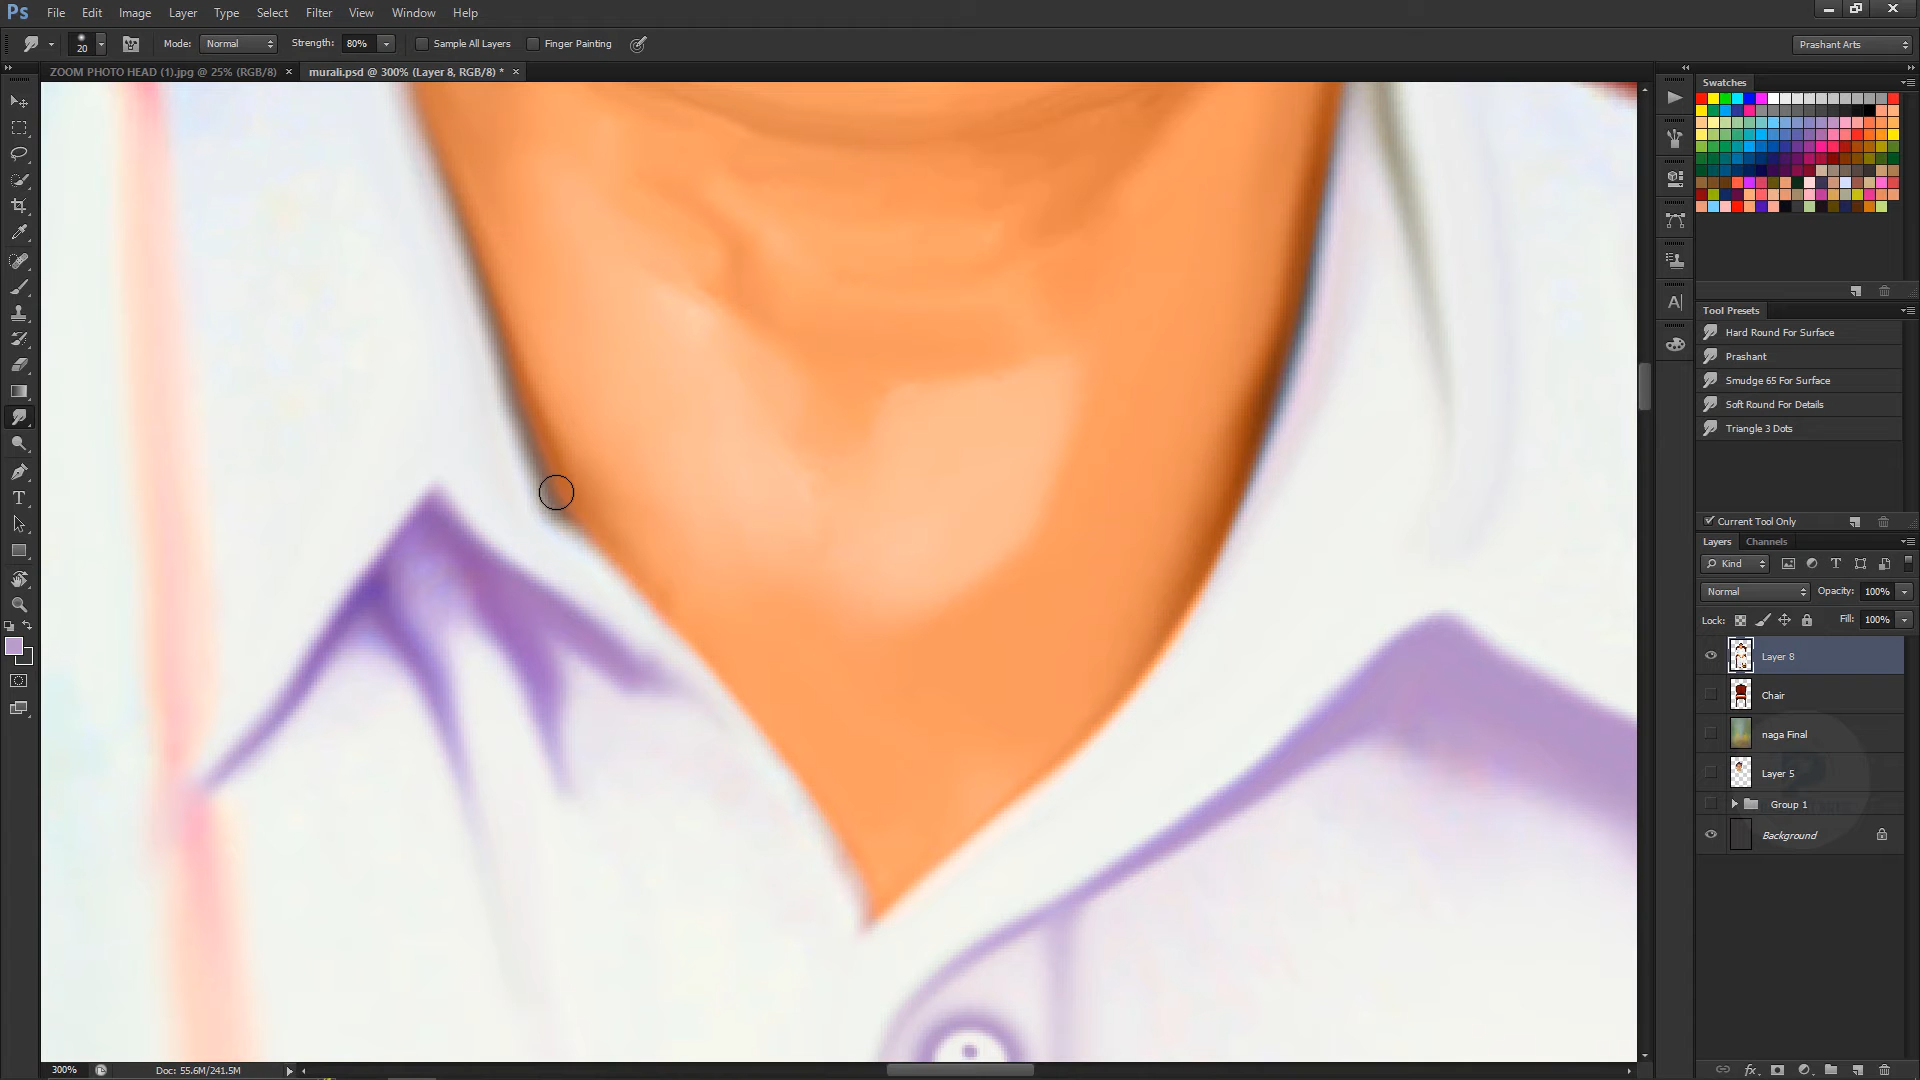 Ps File Edit Image Layer Type Select Filter View Window Help
20 Mode: Normal Strength: 80% Sample All Layers Finger Painting Prashant Arts
ZOOM PHOTO HEAD (1).jpg @ 25% (RGB/8) × murali.psd @ 300% (Layer 8, RGB/8) * ×
Swatches
Tool Presets
Hard Round For Surface
Prashant
Smudge 65 For Surface
Soft Round For Details
Triangle 3 Dots
Current Tool Only
Layers Channels
Kind
Normal Opacity: 100%
Lock: Fill: 100%
Layer 8
Chair
naga Final
Layer 5
Group 1
Background
300% Doc: 55.6M/241.5M